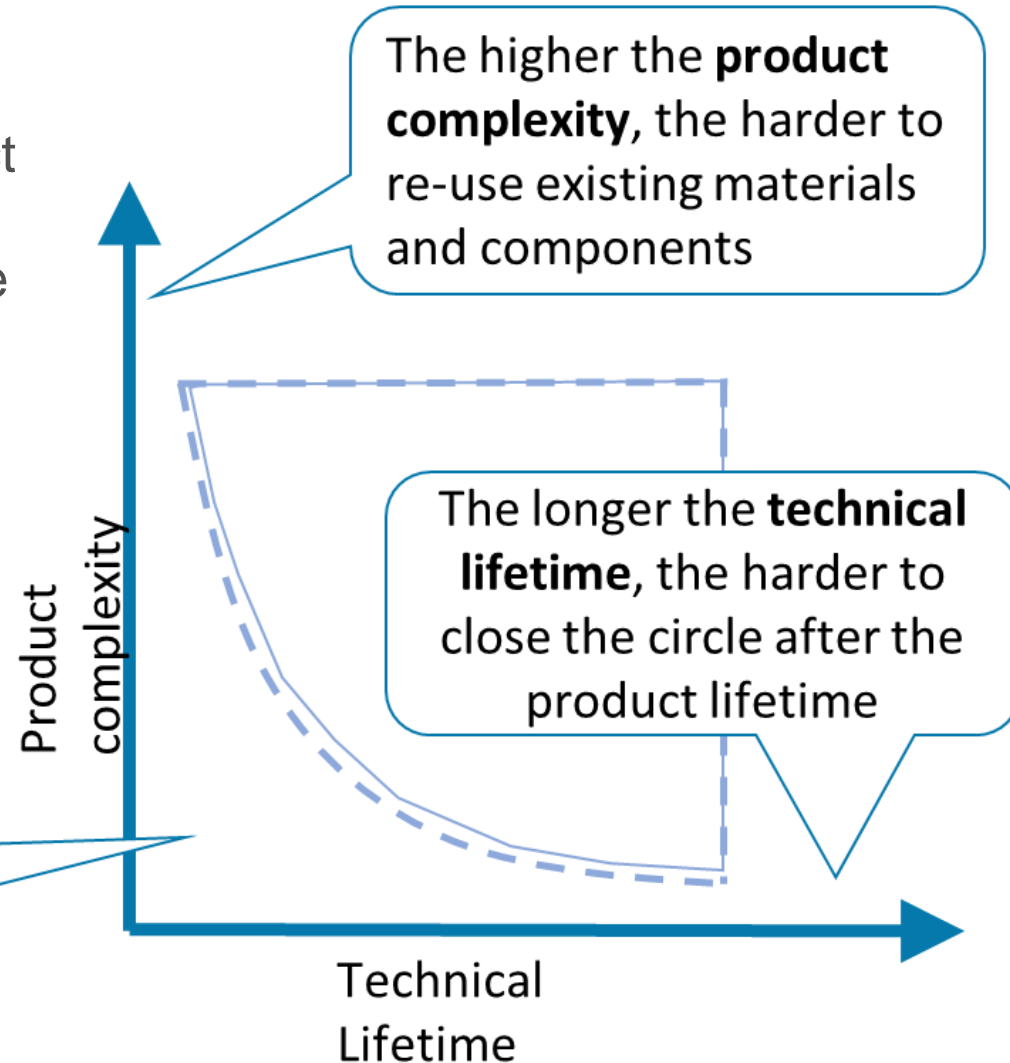 The higher the product
complexity, the harder to
re-use existing materials
and components
The longer the technical
lifetime, the harder to
close the circle after the
product lifetime
Product
complexity
Technical
Lifetime